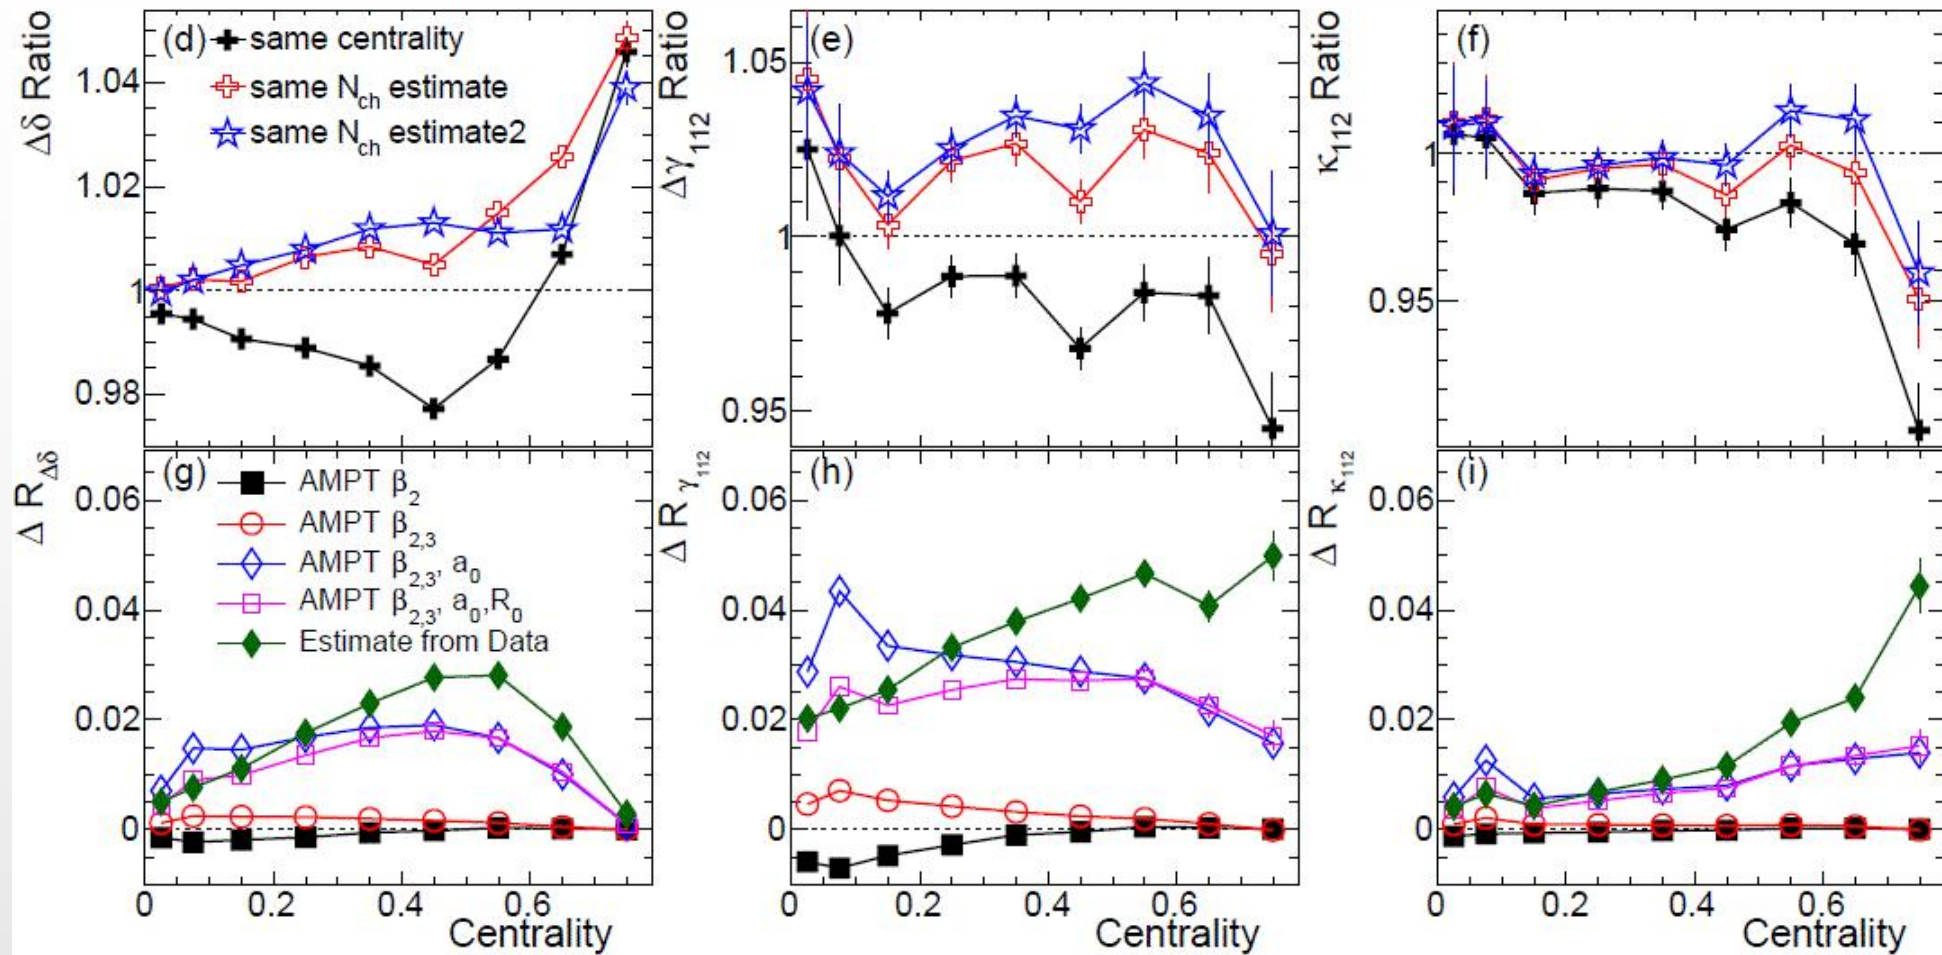 (d) same centrality
same N_ch estimate
same N_ch estimate2
Δδ Ratio
1.04
1.02
1
0.98
(e)
Δγ_112 Ratio
1.05
1
0.95
(f)
κ_112 Ratio
1
0.95
(g) AMPT β_2
AMPT β_2,3
AMPT β_2,3, a_0
AMPT β_2,3, a_0,R_0
Estimate from Data
Δ R_Δδ
0.06
0.04
0.02
0
0 0.2 0.4 0.6
Centrality
(h)
Δ R_γ_112
0.06
0.04
0.02
0
0 0.2 0.4 0.6
Centrality
(i)
Δ R_κ_112
0.06
0.04
0.02
0
0 0.2 0.4 0.6
Centrality